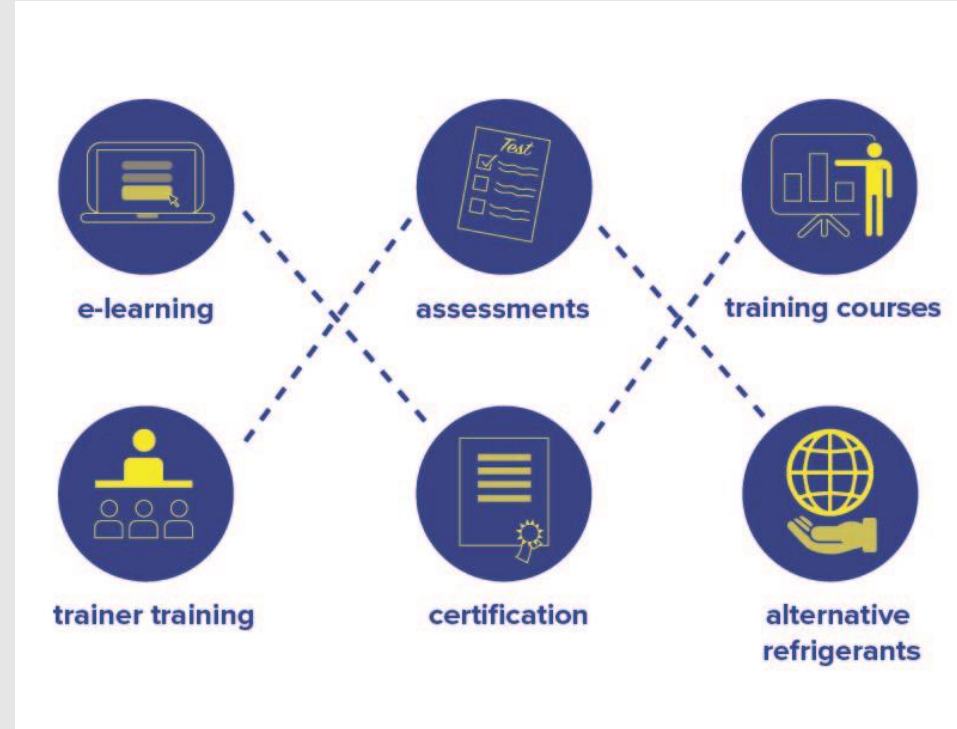 Test
e-learning
assessments
training courses
trainer training
certification
alternative
refrigerants